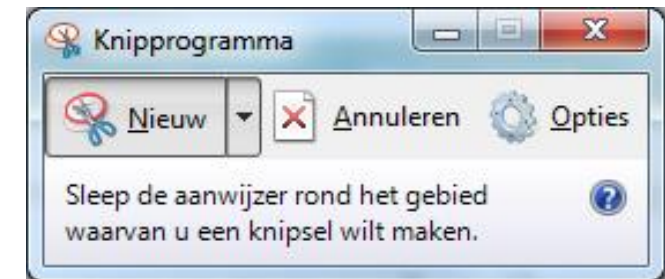 Knipprogramma
Nieuw Annuleren Opties
Sleep de aanwijzer rond het gebied
waarvan u een knipsel wilt maken.